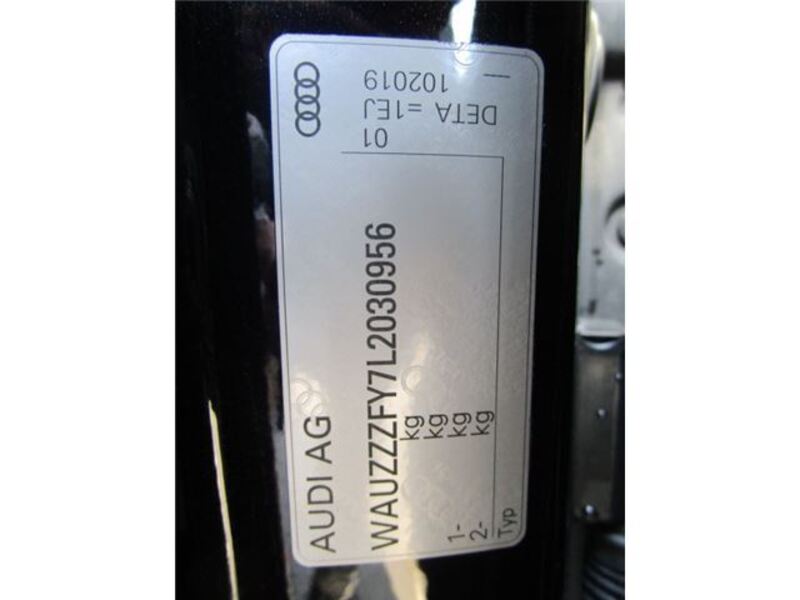 AUDI AG
WAUZZZFY7L2030956
kg
kg
1- kg
2- kg
Typ
01
DETA =1EJ
102019